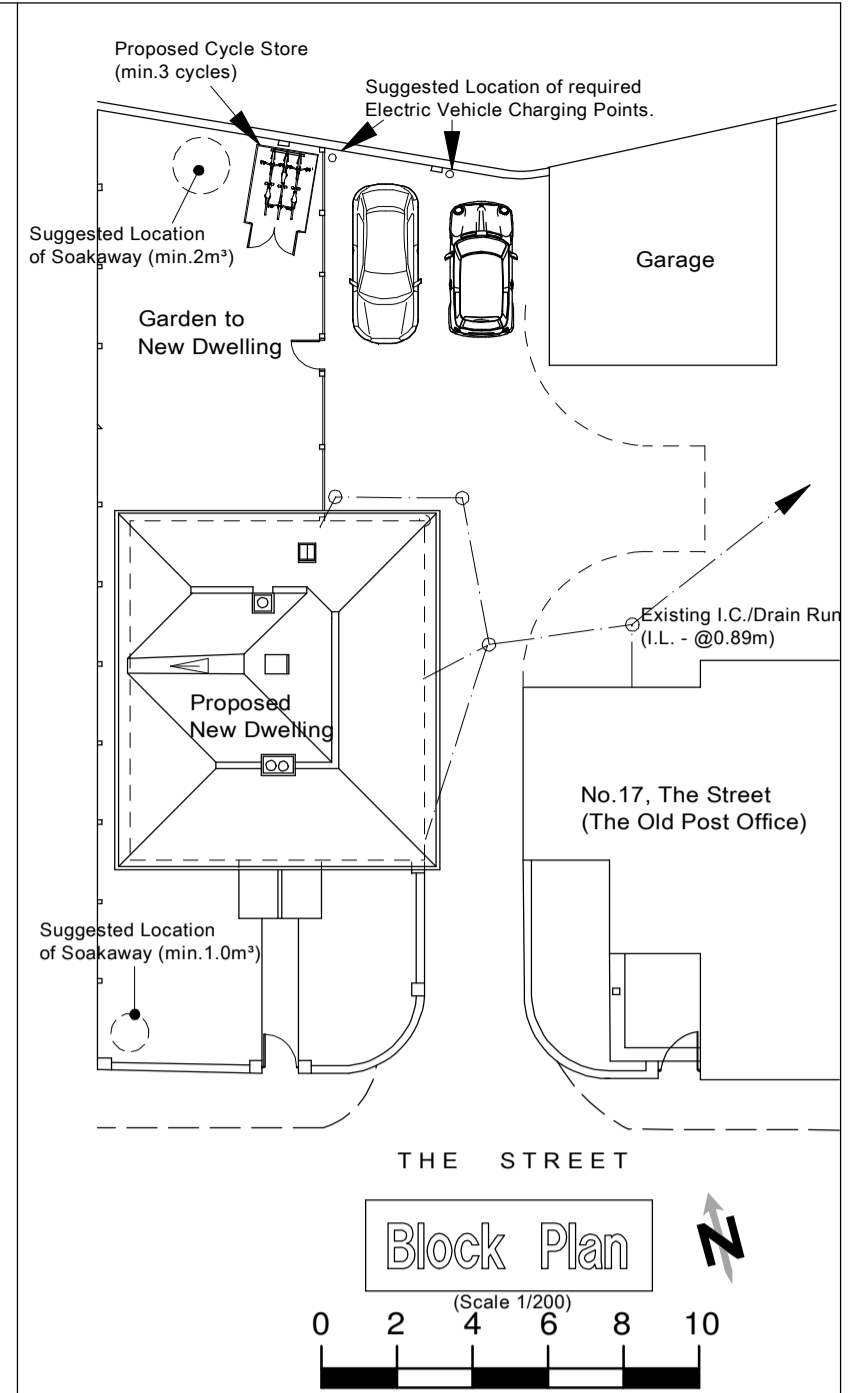 Proposed Cycle Store
(min.3 cycles)
Suggested Location of required
Electric Vehicle Charging Points.
Suggested Location
of Soakaway (min.2m³)
Garage
Garden to
New Dwelling
Existing I.C./Drain Run
(I.L. - @0.89m)
Proposed
New Dwelling
No.17, The Street
(The Old Post Office)
Suggested Location
of Soakaway (min.1.0m³)
THE STREET
Block Plan
N
(Scale 1/200)
0 2 4 6 8 10